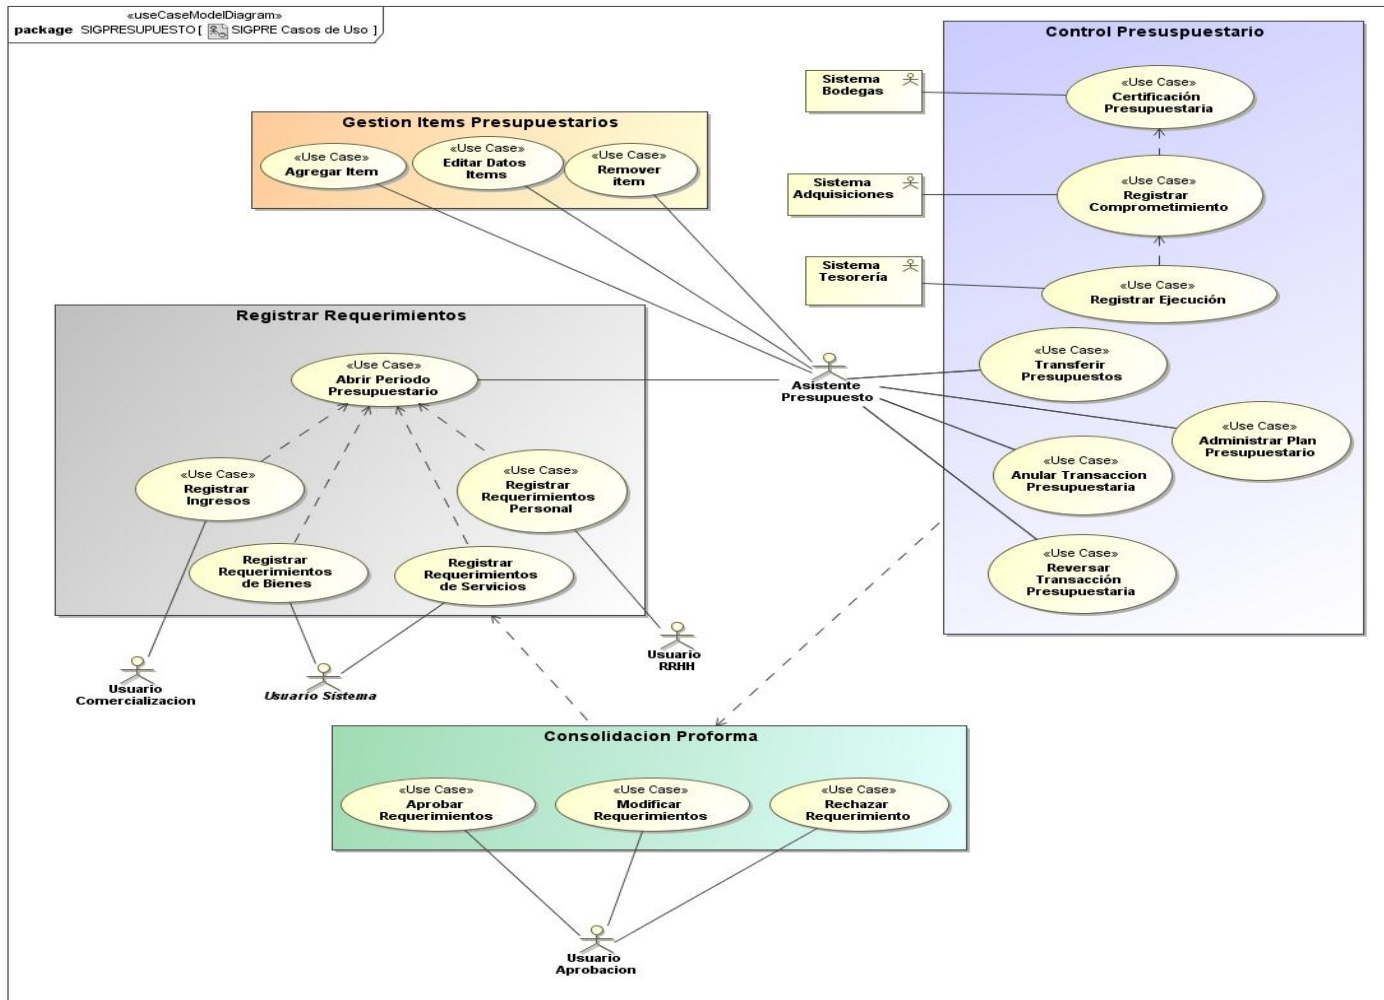 «useCaseModelDiagram»
package SIGPRESUPUESTO [ SIGPRE Casos de Uso ]
Control Presuspuestario
Sistema
Bodegas
«Use Case»
Certificación
Presupuestaria
Gestion Items Presupuestarios
«Use Case»
Agregar Item
«Use Case»
Editar Datos
Items
«Use Case»
Remover
item
Sistema
Adquisiciones
«Use Case»
Registrar
Comprometimiento
Sistema
Tesorería
«Use Case»
Registrar Ejecución
Registrar Requerimientos
«Use Case»
Abrir Periodo
Presupuestario
Asistente
Presupuesto
«Use Case»
Transferir
Presupuestos
«Use Case»
Administrar Plan
Presupuestario
«Use Case»
Anular Transaccion
Presupuestaria
«Use Case»
Registrar
Ingresos
«Use Case»
Registrar
Requerimientos
Personal
Registrar
Requerimientos
de Bienes
Registrar
Requerimientos
de Servicios
«Use Case»
Reversar
Transacción
Presupuestaria
Usuario
RRHH
Usuario
Comercializacion
Usuario Sistema
Consolidacion Proforma
«Use Case»
Aprobar
Requerimientos
«Use Case»
Modificar
Requerimientos
«Use Case»
Rechazar
Requerimiento
Usuario
Aprobacion